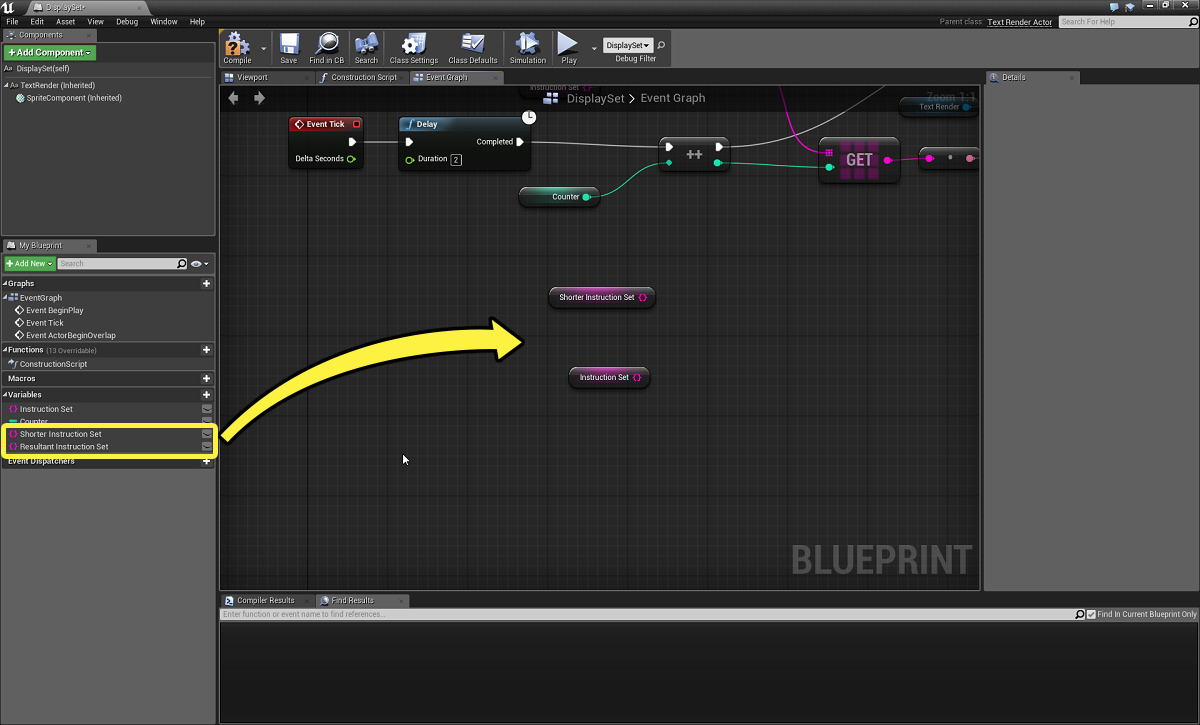 DisplaySet*
File Edit Asset View Debug Window Help
Parent class: Text Render Actor Search For Help
Components
+Add Component
DisplaySet(self)
TextRender (Inherited)
SpriteComponent (Inherited)
Compile Save Find in CB Search Class Settings Class Defaults Simulation Play
DisplaySet
Debug Filter
Viewport Construction Script Event Graph Details
Instruction Set
DisplaySet > Event Graph
Zoom 1:1
Text Render
Event Tick
Delta Seconds
Delay
Completed
Duration 2
++
GET
Counter
Shorter Instruction Set
Instruction Set
BLUEPRINT
My Blueprint
+Add New Search
Graphs
EventGraph
Event BeginPlay
Event Tick
Event ActorBeginOverlap
Functions (13 Overridable)
ConstructionScript
Macros
Variables
Instruction Set
Counter
Shorter Instruction Set
Resultant Instruction Set
Event Dispatchers
Compiler Results Find Results
Enter function or event name to find references...
Find In Current Blueprint Only